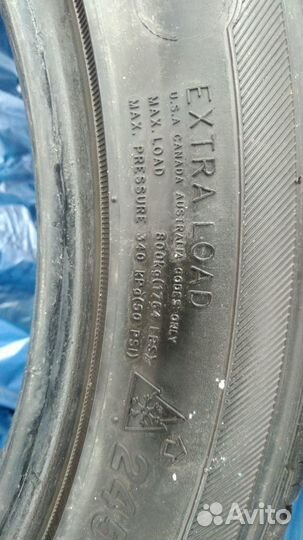 EXTRA LOAD
U.S.A CANADA AUSTRALIA CODES ONLY
MAX. LOAD 800kg(1764 LBS)
MAX. PRESSURE 340 KPa(50 PSI)
Avito